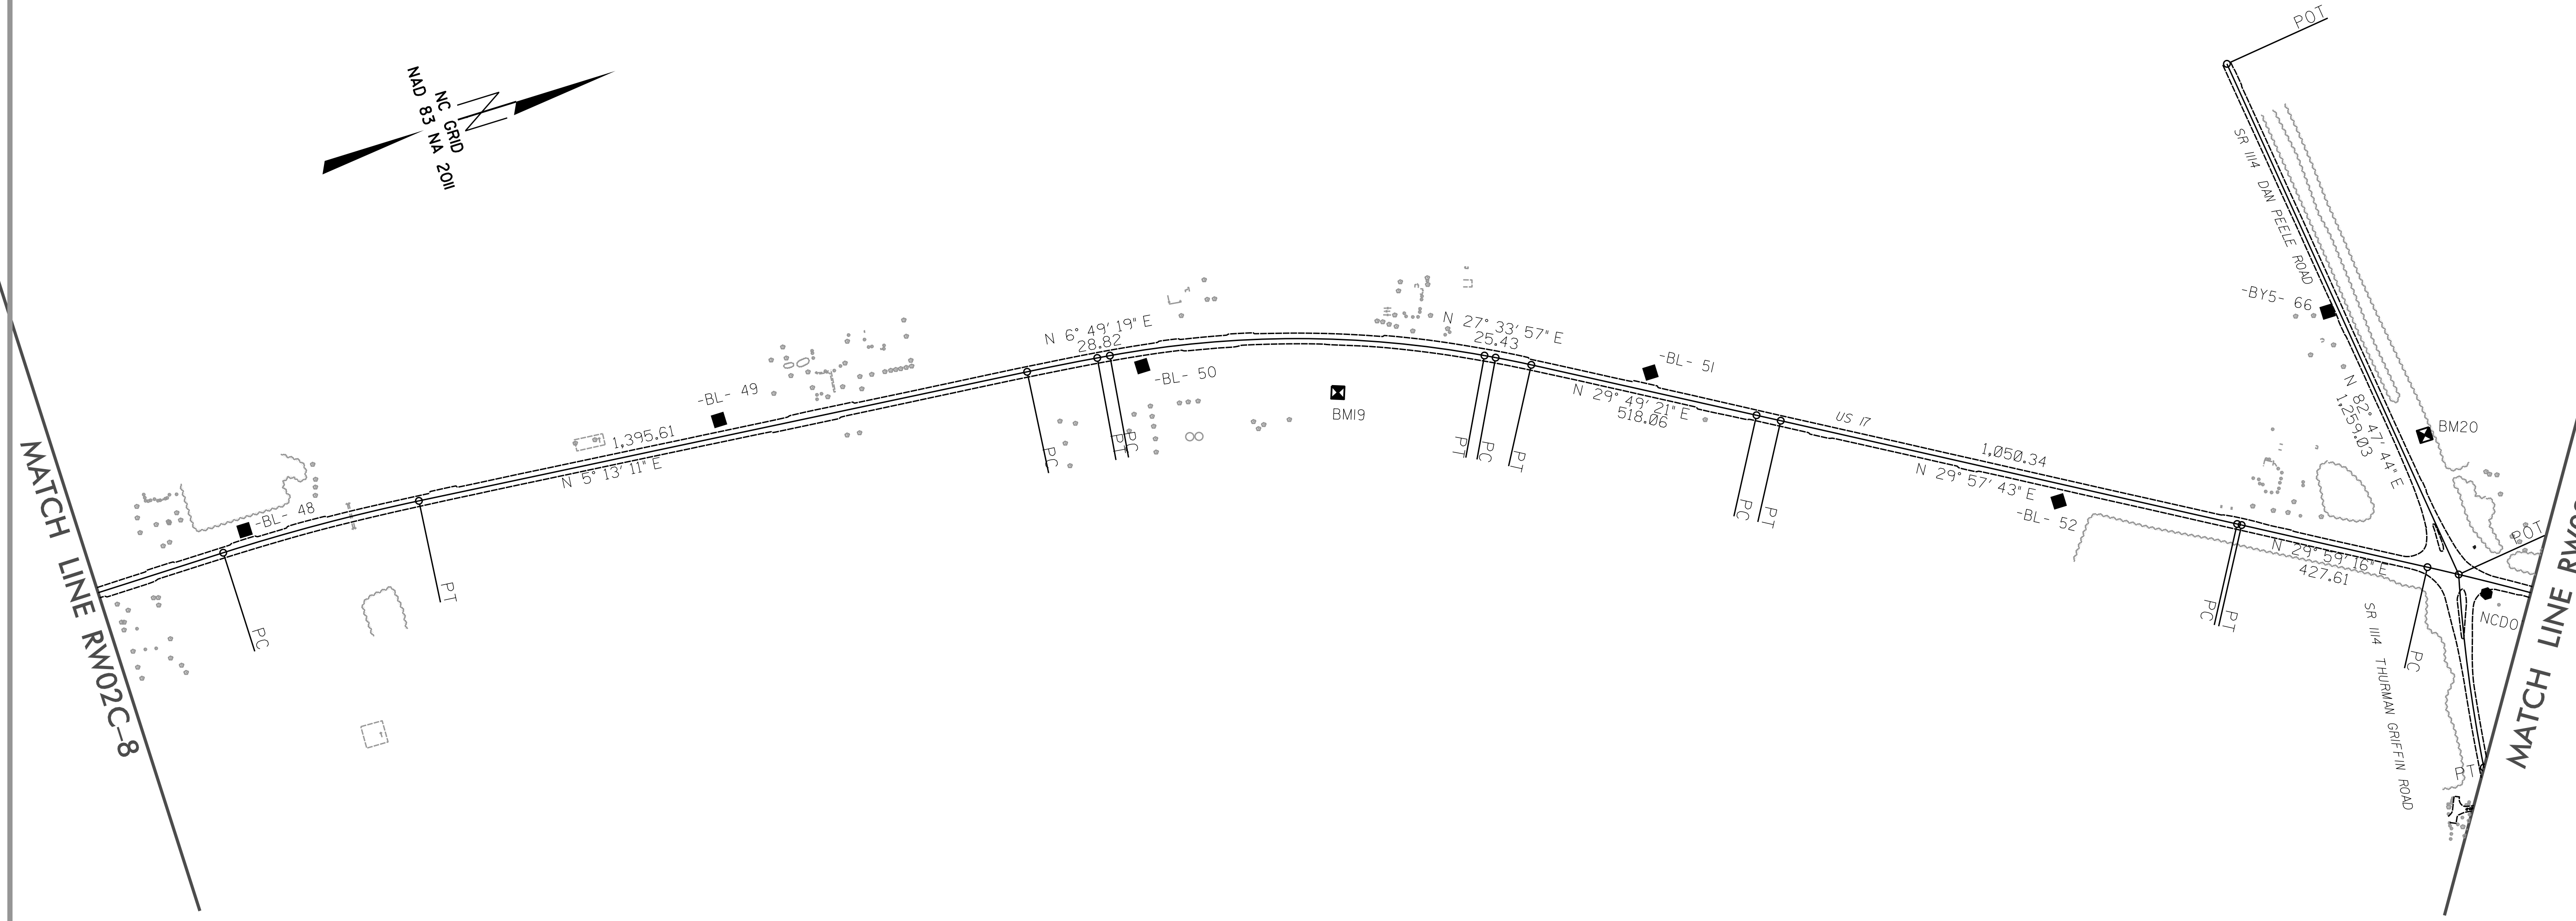 POT
NC GRID
NAD 83 NA 2011
SR 1114 DAN PEELE ROAD
-BY5- 66
N 82° 47' 44" E
1,259.03
BM20
N 6° 49' 19" E
28.82
N 27° 33' 57" E
25.43
-BL- 51
-BL- 50
-BL- 49
BM19
N 29° 49' 21" E
518.06
US 17
1,050.34
N 29° 57' 43" E
-BL- 52
1,395.61
N 5° 13' 11" E
-BL- 48
PC
PT
PC
PT
PC
PT
PC
PT
PC
PT
PC
PT
PC
N 29° 59' 16" E
427.61
POT
NCDO
SR 1114 THURMAN GRIFFIN ROAD
PT
MATCH LINE RW02C-8
MATCH LINE RW0